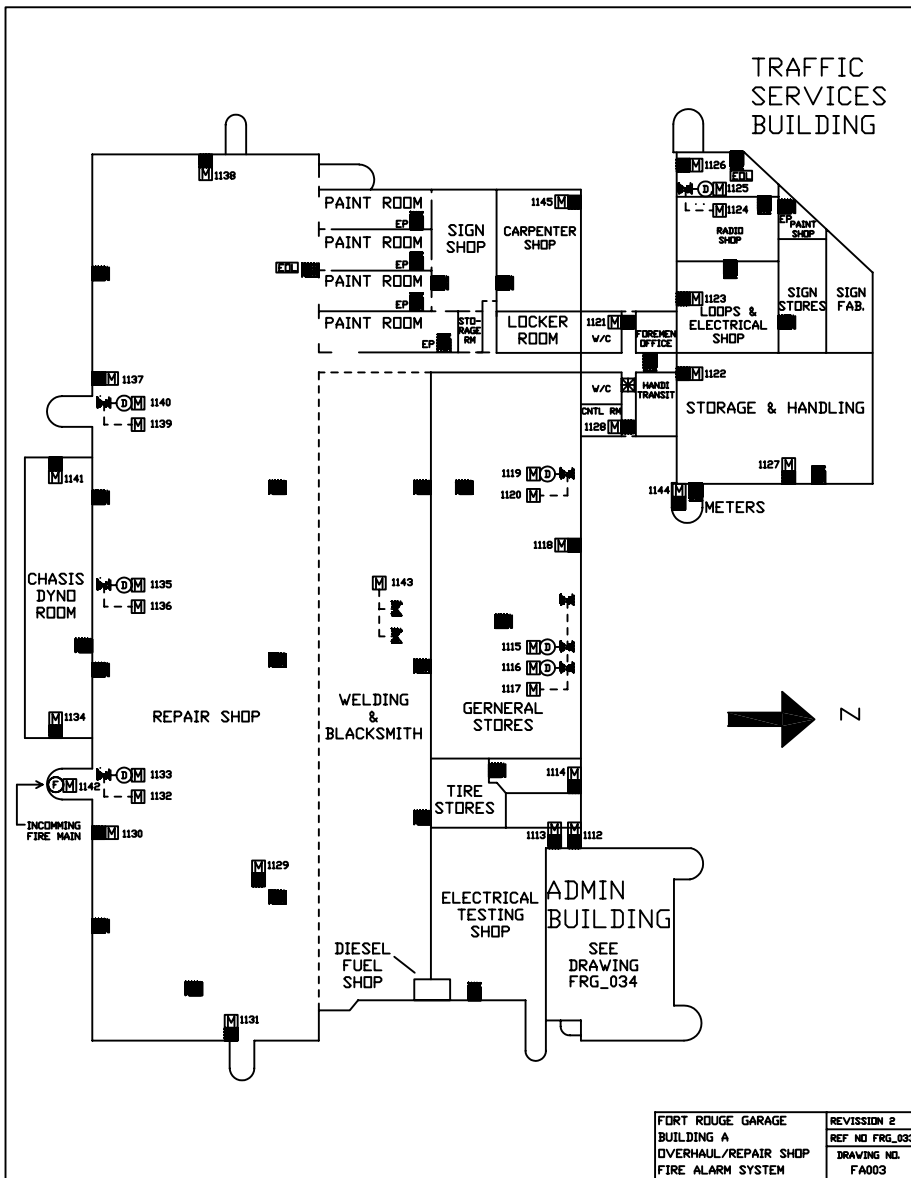 TRAFFIC
SERVICES
BUILDING
M 1138
M 1126
EOL
D M 1125
M 1124
RADIO
SHOP
EP
PAINT
SHOP
PAINT ROOM
EP
PAINT ROOM
EP
PAINT ROOM
EP
PAINT ROOM
EP
EOL
SIGN
SHOP
1145 M
CARPENTER
SHOP
STO-
RAGE
RM
LOCKER
ROOM
1121 M
W/C
FOREMEN
OFFICE
M 1123
LOOPS &
ELECTRICAL
SHOP
SIGN
STORES
SIGN
FAB.
M 1137
D M 1140
M 1139
W/C
HANDI
TRANSIT
CNTL RM
1128 M
M 1122
STORAGE & HANDLING
1127 M
1144 M
METERS
M 1141
1119 M D
1120 M
1118 M
CHASIS
DYNO
ROOM
D M 1135
M 1136
M 1143
1115 M D
1116 M D
1117 M
M 1134
REPAIR SHOP
WELDING
&
BLACKSMITH
GERNERAL
STORES
N
F M 1142
D M 1133
M 1132
INCOMMING
FIRE MAIN
M 1130
TIRE
STORES
1114 M
1113 M
M 1112
M 1129
ELECTRICAL
TESTING
SHOP
ADMIN
BUILDING
SEE
DRAWING
FRG_034
DIESEL
FUEL
SHOP
M 1131
FORT ROUGE GARAGE
BUILDING A
OVERHAUL/REPAIR SHOP
FIRE ALARM SYSTEM
REVISSION 2
REF NO FRG_033
DRAWING NO.
FA003